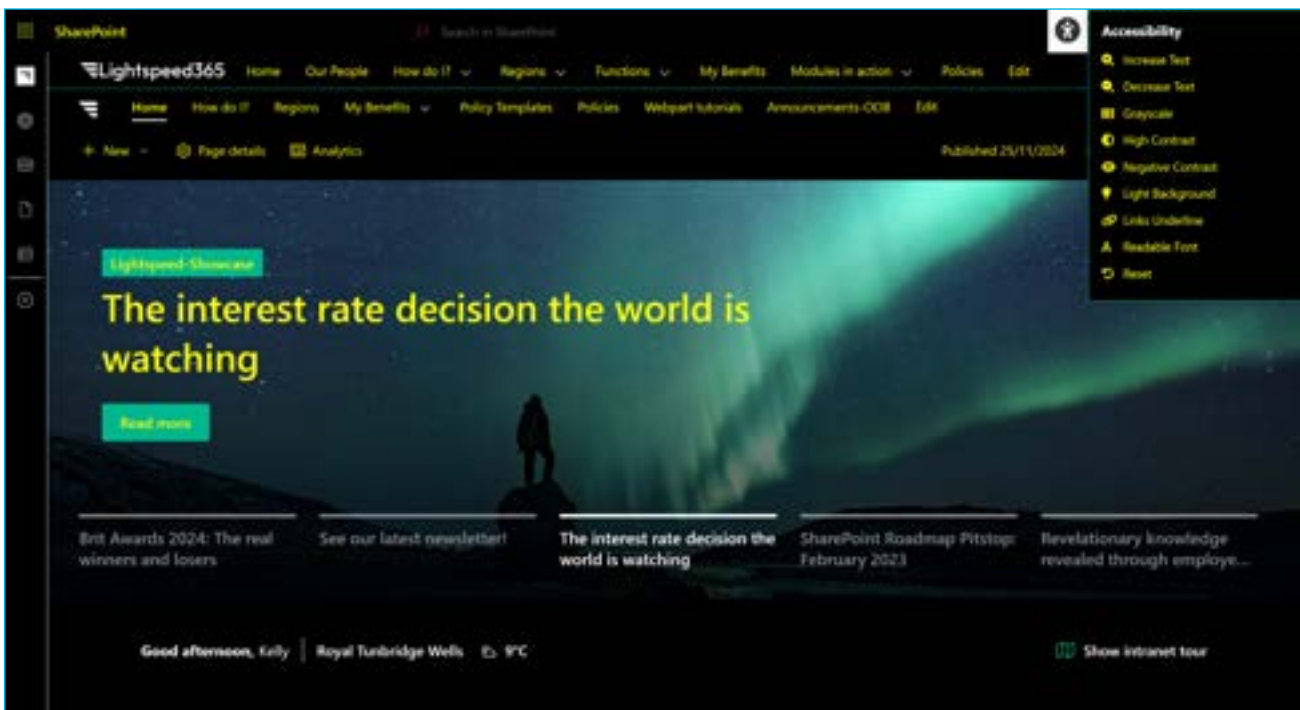 SharePoint
Search in SharePoint
Accessibility
Increase Text
Decrease Text
Grayscale
High Contrast
Negative Contrast
Light Background
Links Underline
Readable Font
Reset
Lightspeed365 Home Our People How do I? Regions Functions My Benefits Modules in action Policies Edit
Home How do I? Regions My Benefits Policy Templates Policies Webpart tutorials Announcements-OOB Edit
+ New Page details Analytics Published 25/11/2024
Lightspeed-Showcase
The interest rate decision the world is
watching
Read more
Brit Awards 2024: The real
winners and losers
See our latest newsletter!
The interest rate decision the
world is watching
SharePoint Roadmap Pitstop:
February 2023
Revelationary knowledge
revealed through employe...
Good afternoon, Kelly Royal Tunbridge Wells 9°C Show intranet tour